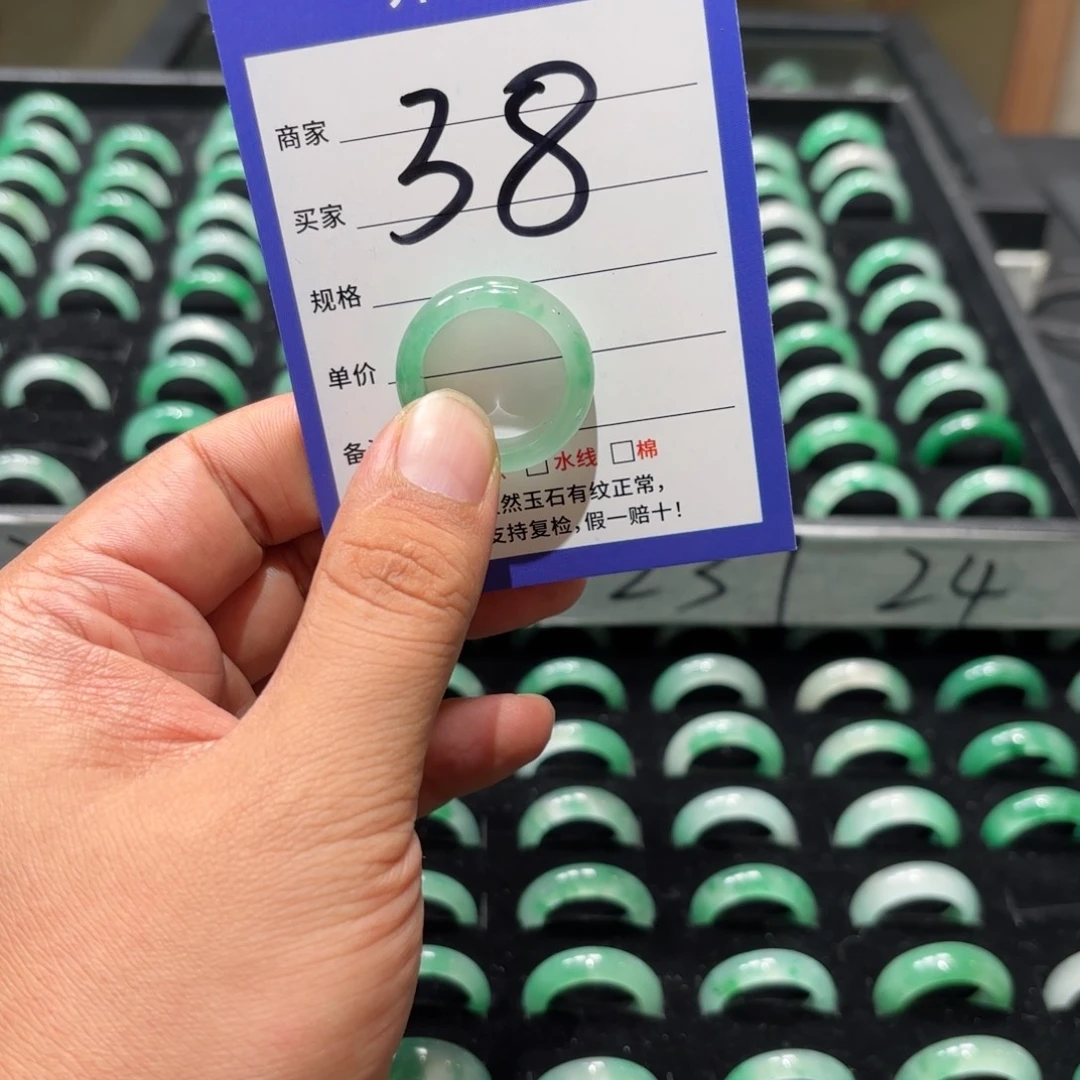 38
商家
买家
规格
单价
备
□水线 □棉
然玉石有纹正常，
支持复检，假一赔十！
23 | 24